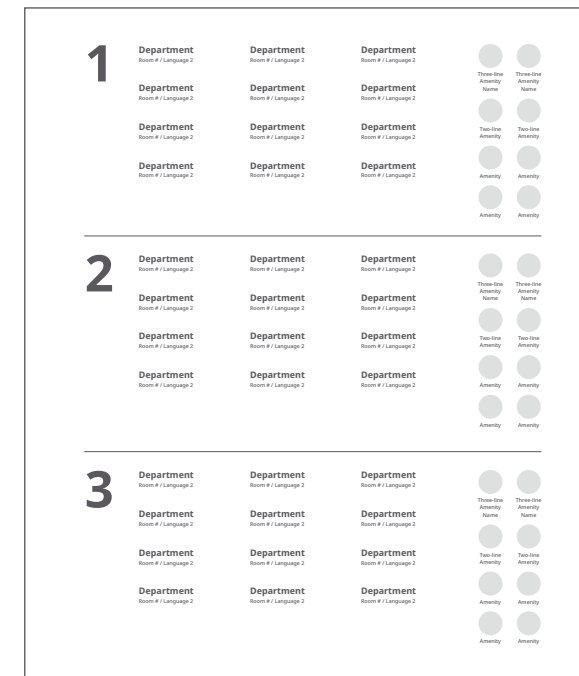 1
Department Department Department
Room # / Language 2 Room # / Language 2 Room # / Language 2
Department Department Department
Room # / Language 2 Room # / Language 2 Room # / Language 2
Department Department Department
Room # / Language 2 Room # / Language 2 Room # / Language 2
Department Department Department
Room # / Language 2 Room # / Language 2 Room # / Language 2
Three-line Three-line
Amenity Amenity
Name Name
Two-line Two-line
Amenity Amenity
Amenity Amenity
Amenity Amenity
2
Department Department Department
Room # / Language 2 Room # / Language 2 Room # / Language 2
Department Department Department
Room # / Language 2 Room # / Language 2 Room # / Language 2
Department Department Department
Room # / Language 2 Room # / Language 2 Room # / Language 2
Department Department Department
Room # / Language 2 Room # / Language 2 Room # / Language 2
Three-line Three-line
Amenity Amenity
Name Name
Two-line Two-line
Amenity Amenity
Amenity Amenity
Amenity Amenity
3
Department Department Department
Room # / Language 2 Room # / Language 2 Room # / Language 2
Department Department Department
Room # / Language 2 Room # / Language 2 Room # / Language 2
Department Department Department
Room # / Language 2 Room # / Language 2 Room # / Language 2
Department Department Department
Room # / Language 2 Room # / Language 2 Room # / Language 2
Three-line Three-line
Amenity Amenity
Name Name
Two-line Two-line
Amenity Amenity
Amenity Amenity
Amenity Amenity